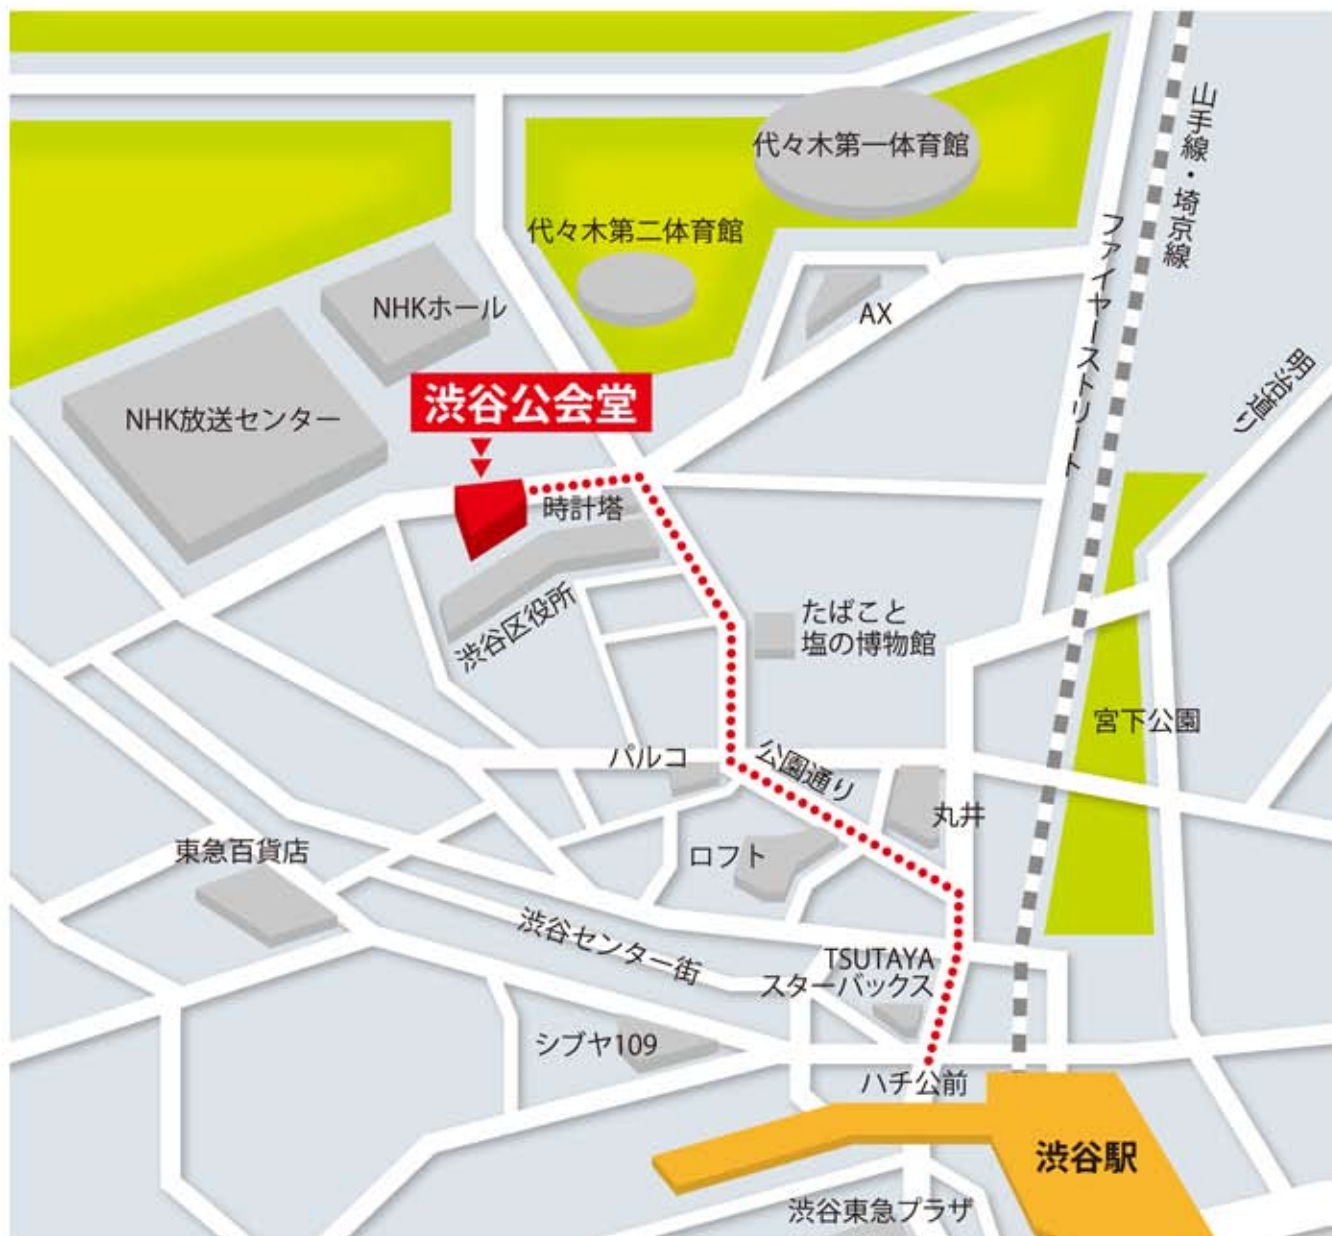 代々木第一体育館
山手線・埼京線
代々木第二体育館
ファイヤーストリート
NHKホール
AX
明治通り
渋谷公会堂
NHK放送センター
時計塔
渋谷区役所
たばこと
塩の博物館
宮下公園
パルコ
公園通り
丸井
東急百貨店
ロフト
渋谷センター街
TSUTAYA
スターバックス
シブヤ109
ハチ公前
渋谷駅
渋谷東急プラザ